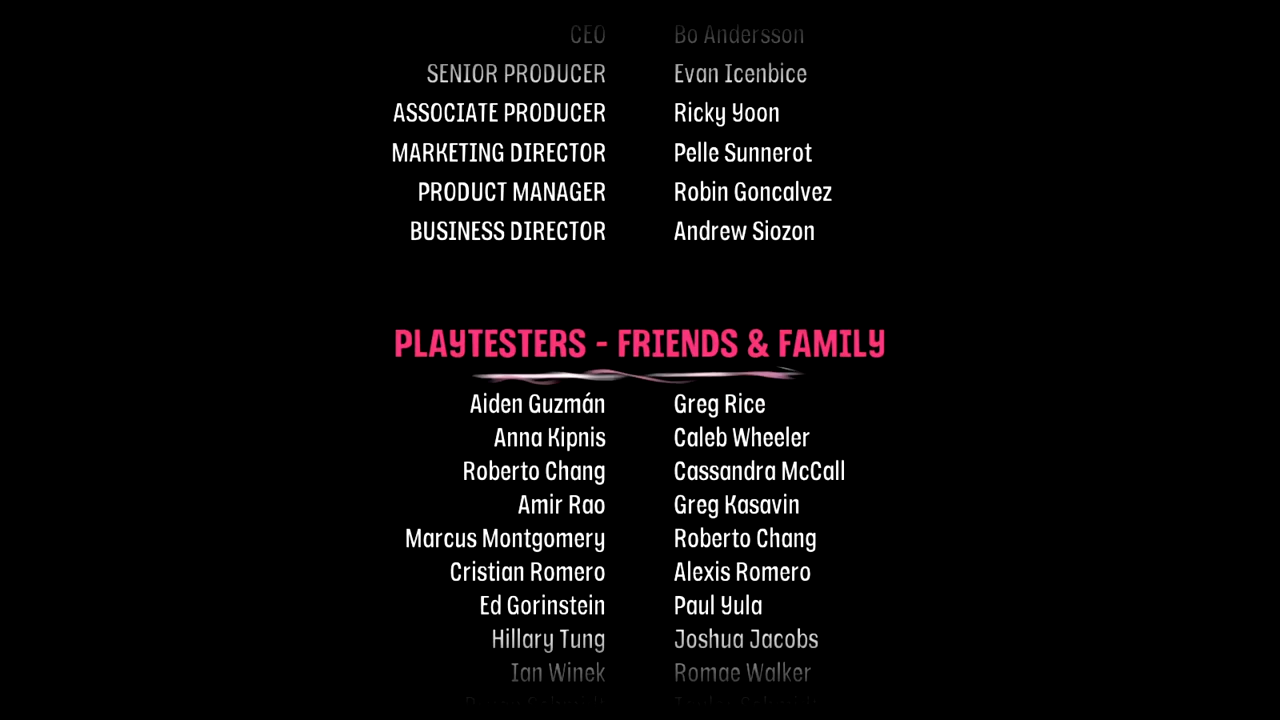 CEO Bo Andersson
SENIOR PRODUCER Evan Icenbice
ASSOCIATE PRODUCER Ricky Yoon
MARKETING DIRECTOR Pelle Sunnerot
PRODUCT MANAGER Robin Goncalvez
BUSINESS DIRECTOR Andrew Siozon
PLAYTESTERS - FRIENDS & FAMILY
Aiden Guzmán Greg Rice
Anna Kipnis Caleb Wheeler
Roberto Chang Cassandra McCall
Amir Rao Greg Kasavin
Marcus Montgomery Roberto Chang
Cristian Romero Alexis Romero
Ed Gorinstein Paul Yula
Hillary Tung Joshua Jacobs
Ian Winek Romae Walker